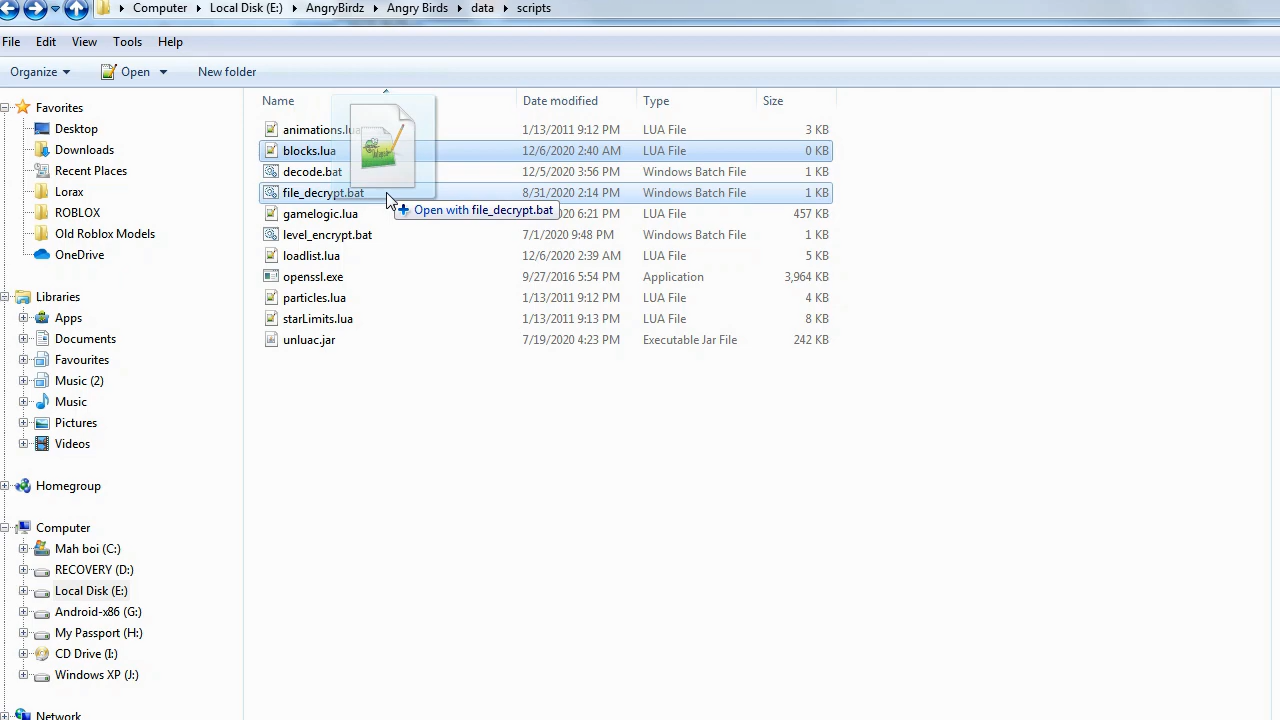 Computer Local Disk (E:) AngryBirdz Angry Birds data scripts
File Edit View Tools Help
Organize Open New folder
Name Date modified Type Size
Favorites
Desktop
Downloads
Recent Places
Lorax
ROBLOX
Old Roblox Models
OneDrive
Libraries
Apps
Documents
Favourites
Music (2)
Music
Pictures
Videos
Homegroup
Computer
Mah boi (C:)
RECOVERY (D:)
Local Disk (E:)
Android-x86 (G:)
My Passport (H:)
CD Drive (I:)
Windows XP (J:)
Network
animations.lua 1/13/2011 9:12 PM LUA File 3 KB
blocks.lua 12/6/2020 2:40 AM LUA File 0 KB
decode.bat 12/5/2020 3:56 PM Windows Batch File 1 KB
file_decrypt.bat 8/31/2020 2:14 PM Windows Batch File 1 KB
Open with file_decrypt.bat
gamelogic.lua 2020 6:21 PM LUA File 457 KB
level_encrypt.bat 7/1/2020 9:48 PM Windows Batch File 1 KB
loadlist.lua 12/6/2020 2:39 AM LUA File 5 KB
openssl.exe 9/27/2016 5:54 PM Application 3,964 KB
particles.lua 1/13/2011 9:12 PM LUA File 4 KB
starLimits.lua 1/13/2011 9:13 PM LUA File 8 KB
unluac.jar 7/19/2020 4:23 PM Executable Jar File 242 KB